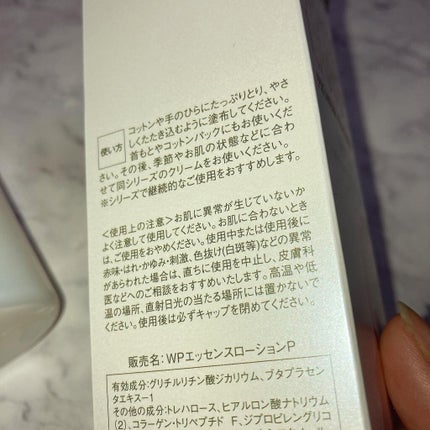 使い方
コットンや手のひらにたっぷりとり、やさ
しくたたき込むように塗布してください。
首もとやコットンパックにもお使いくだ
さい。その後、季節やお肌の状態などに合わ
せて同シリーズのクリームをお使いください。
※シリーズで継続的なご使用をおすすめします。
<使用上の注意>お肌に異常が生じていないか
よく注意して使用してください。お肌に合わないとき
は、ご使用をおやめください。使用中または使用後に
赤味・はれ・かゆみ・刺激、色抜け(白斑等)などの異常
があらわれた場合は、直ちに使用を中止し、皮膚科
医などへのご相談をおすすめいたします。高温や低
温の場所、直射日光の当たる場所には置かないで
ください。使用後は必ずキャップを閉めてください。
販売名:WPエッセンスローションP
有効成分:グリチルリチン酸ジカリウム、プタプラセン
タエキス-1
その他の成分:トレハロース、ヒアルロン酸ナトリウム
(2)、コラーゲン・トリペプチド F、ジプロピレングリコ